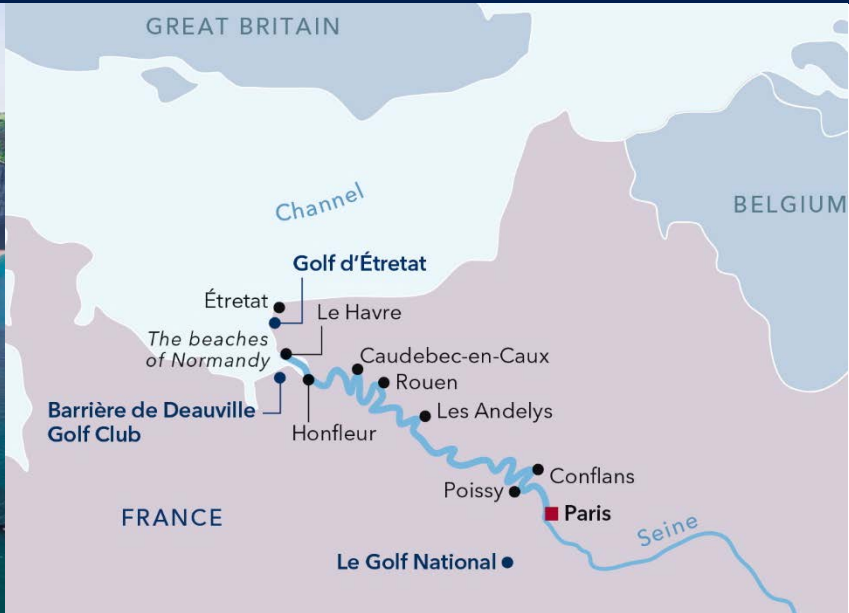 GREAT BRITAIN
Channel
BELGIUM
Golf d'Étretat
Étretat
Le Havre
The beaches
of Normandy
Caudebec-en-Caux
Rouen
Barrière de Deauville
Golf Club
Honfleur
Les Andelys
Conflans
Poissy
Paris
FRANCE
Seine
Le Golf National